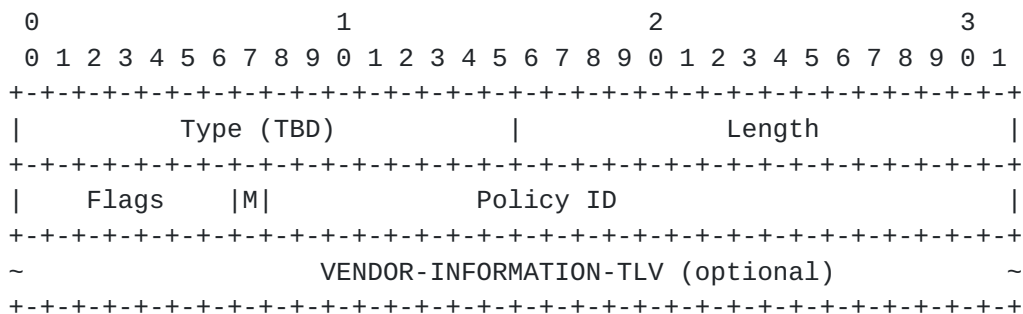 0                   1                   2                   3
 0 1 2 3 4 5 6 7 8 9 0 1 2 3 4 5 6 7 8 9 0 1 2 3 4 5 6 7 8 9 0 1
+-+-+-+-+-+-+-+-+-+-+-+-+-+-+-+-+-+-+-+-+-+-+-+-+-+-+-+-+-+-+-+-+
|          Type (TBD)           |             Length            |
+-+-+-+-+-+-+-+-+-+-+-+-+-+-+-+-+-+-+-+-+-+-+-+-+-+-+-+-+-+-+-+-+
|    Flags    |M|             Policy ID                         |
+-+-+-+-+-+-+-+-+-+-+-+-+-+-+-+-+-+-+-+-+-+-+-+-+-+-+-+-+-+-+-+-+
~                   VENDOR-INFORMATION-TLV (optional)           ~
+-+-+-+-+-+-+-+-+-+-+-+-+-+-+-+-+-+-+-+-+-+-+-+-+-+-+-+-+-+-+-+-+